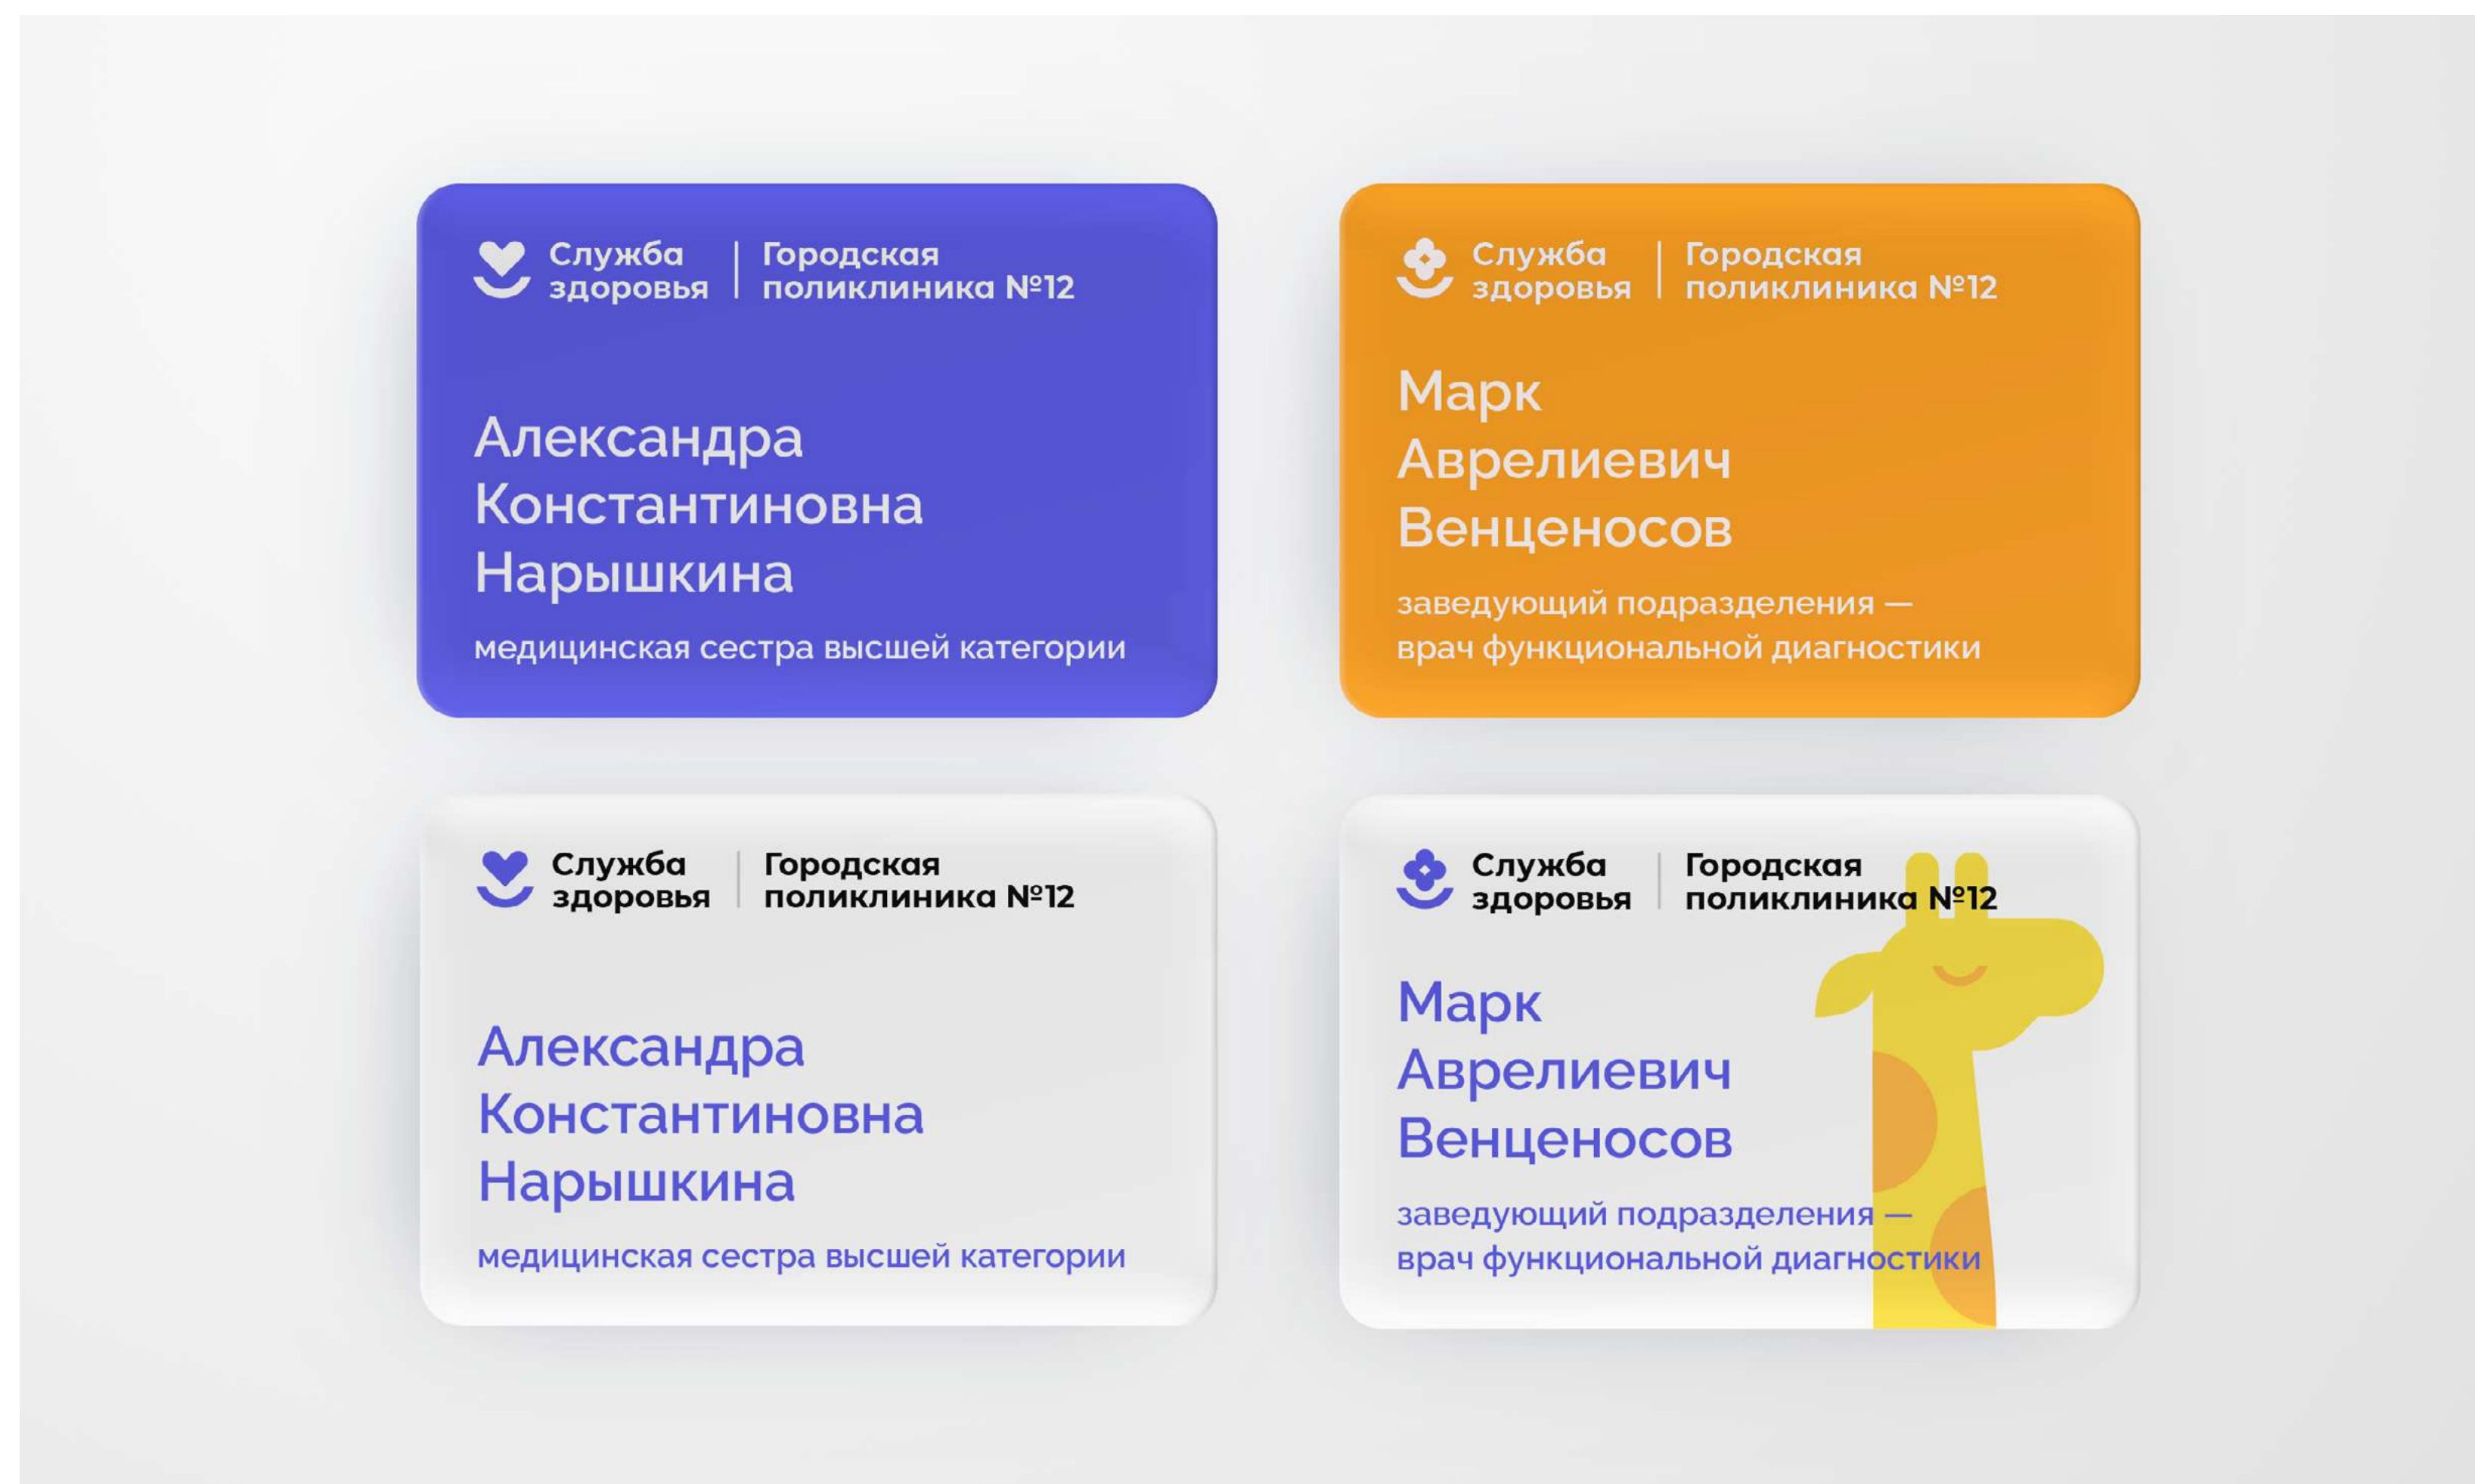 Служба
здоровья
Городская
поликлиника №12
Александра
Константиновна
Нарышкина
медицинская сестра высшей категории
Служба
здоровья
Городская
поликлиника №12
Марк
Аврелиевич
Венценосов
заведующий подразделения —
врач функциональной диагностики
Служба
здоровья
Городская
поликлиника №12
Александра
Константиновна
Нарышкина
медицинская сестра высшей категории
Служба
здоровья
Городская
поликлиника №12
Марк
Аврелиевич
Венценосов
заведующий подразделения —
врач функциональной диагностики